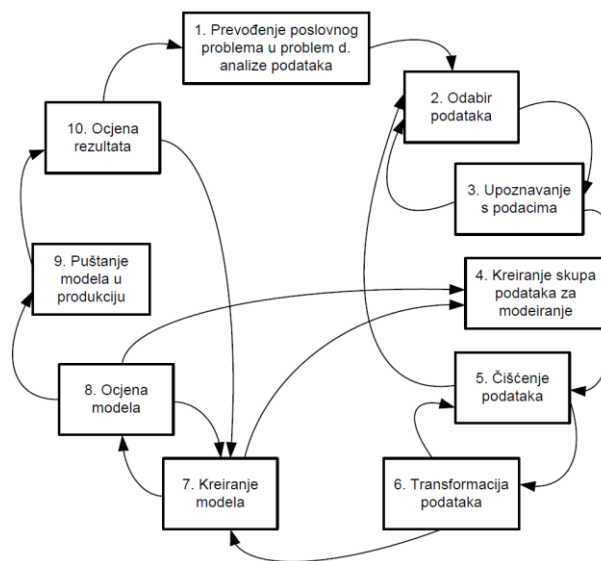 1. Prevođenje poslovnog
problema u problem d.
analize podataka
2. Odabir
podataka
3. Upoznavanje
s podacima
4. Kreiranje skupa
podataka za
modeiranje
5. Čišćenje
podataka
6. Transformacija
podataka
7. Kreiranje
modela
8. Ocjena
modela
9. Puštanje
modela u
produkciju
10. Ocjena
rezultata